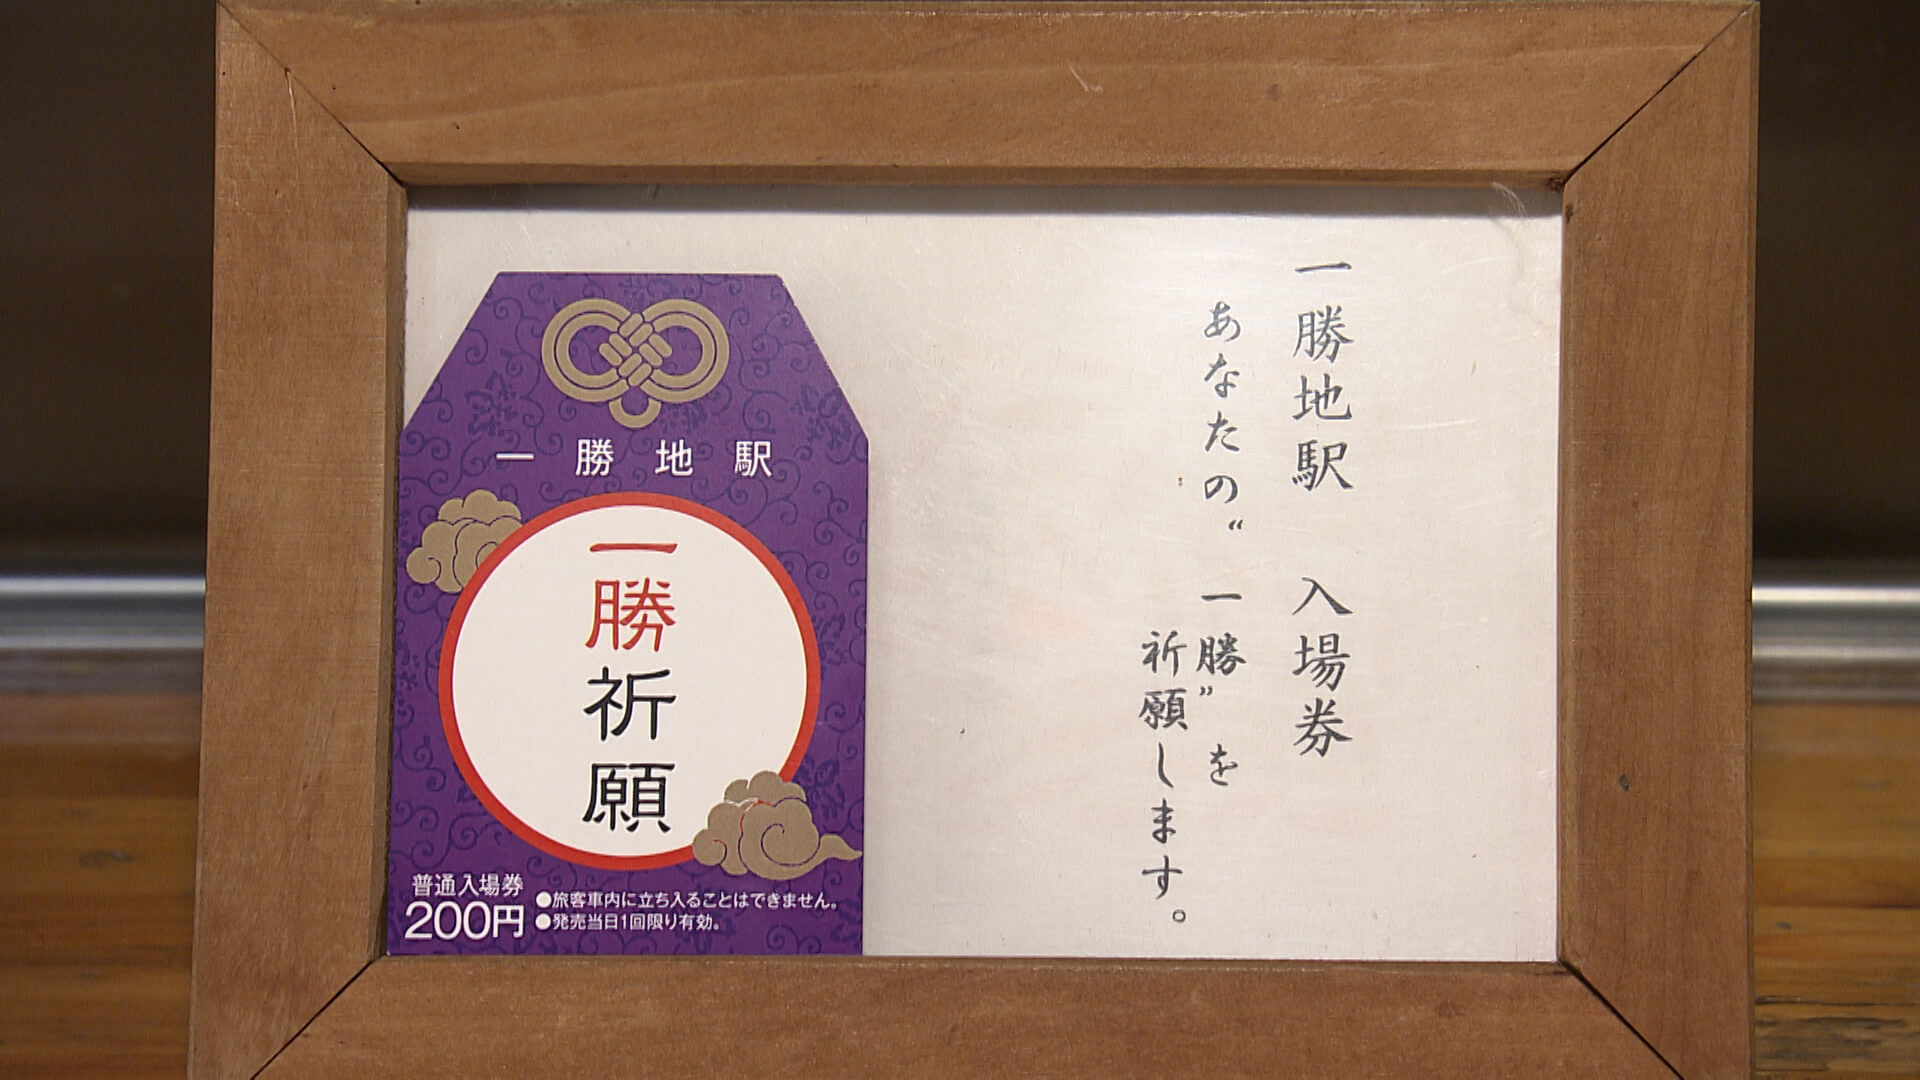 一勝地駅
一勝祈願
普通入場券
200円
●旅客車内に立ち入ることはできません。
●発売当日1回限り有効。
一勝地駅 入場券
あなたの“一勝”を
祈願します。